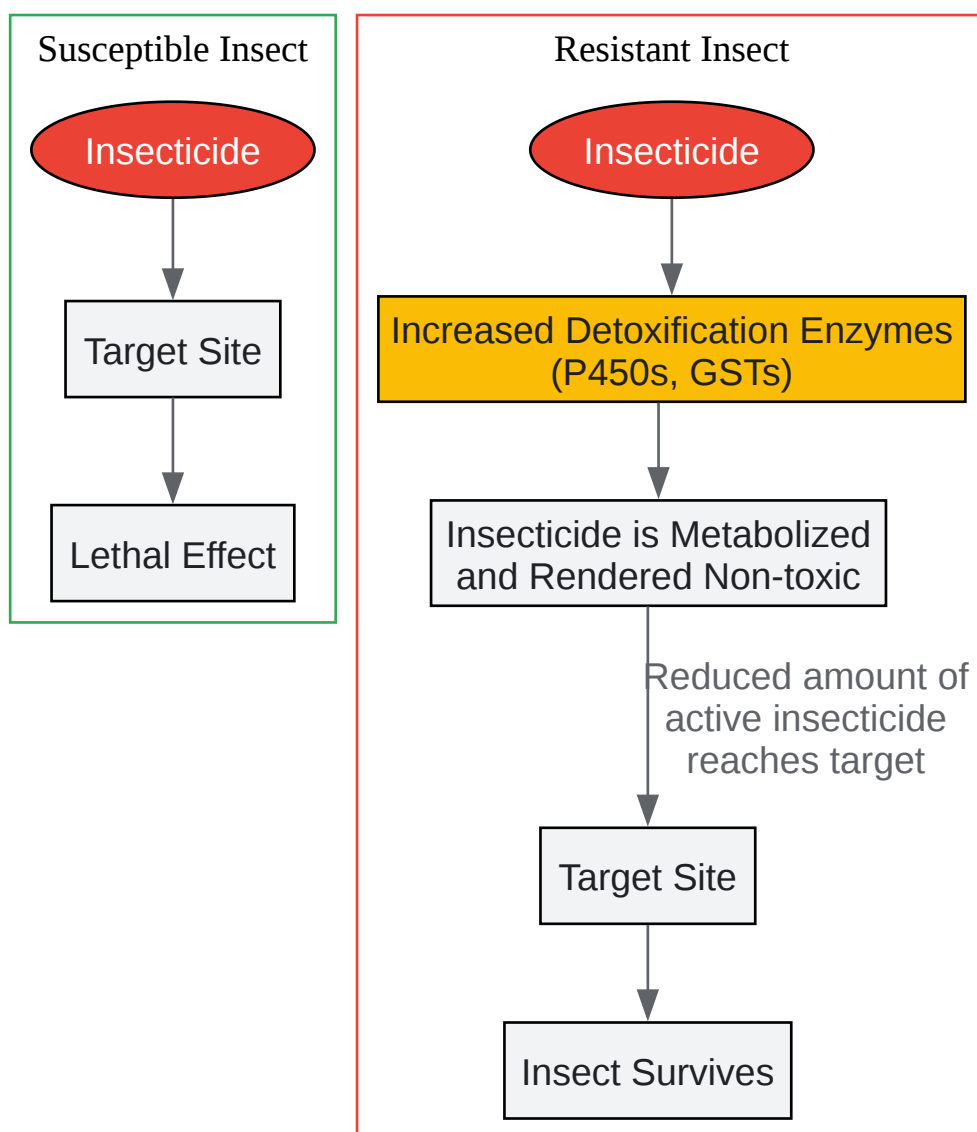 Susceptible Insect
Insecticide
Target Site
Lethal Effect
Resistant Insect
Insecticide
Increased Detoxification Enzymes
(P450s, GSTs)
Insecticide is Metabolized
and Rendered Non-toxic
Reduced amount of
active insecticide
reaches target
Target Site
Insect Survives